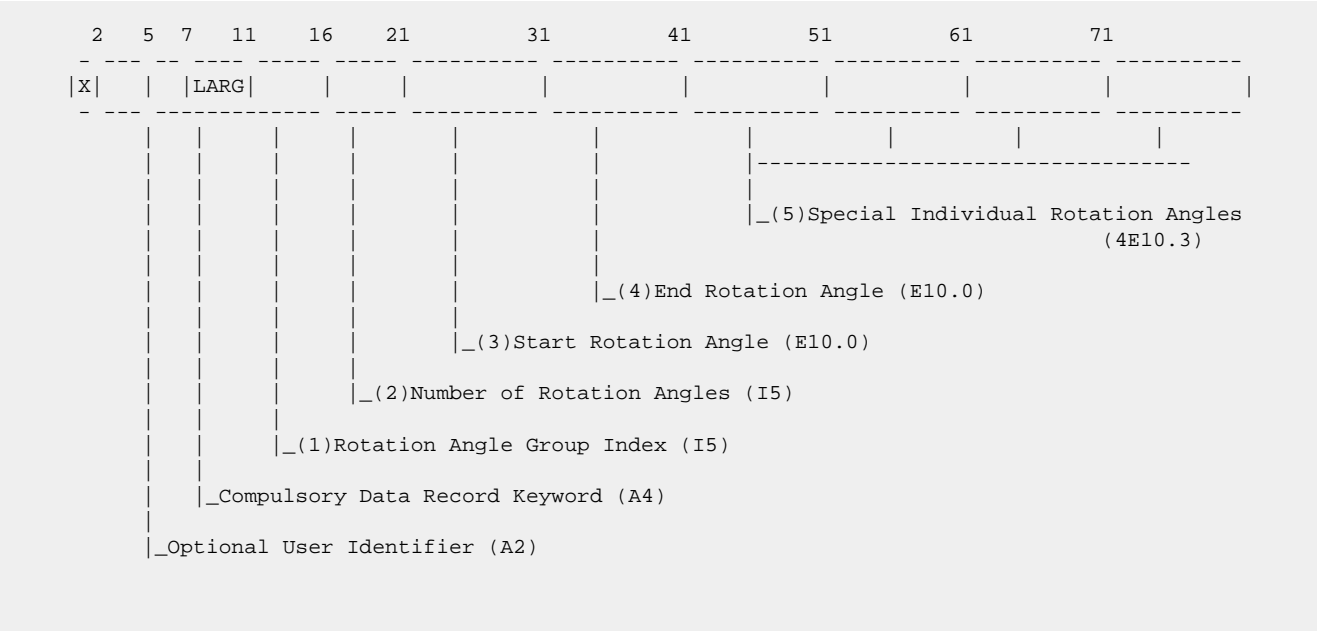 2 5 7 11 16 21 31 41 51 61 71
- --- -- ---- ----- ----- ---------- ---------- ---------- ---------- ---------- ----------
|X| | |LARG| | | | | | | | |
- --- ------------- ----- ---------- ---------- ---------- ---------- ---------- ----------
|_(5)Special Individual Rotation Angles
(4E10.3)
|_(4)End Rotation Angle (E10.0)
|_(3)Start Rotation Angle (E10.0)
|_(2)Number of Rotation Angles (I5)
|_(1)Rotation Angle Group Index (I5)
|_Compulsory Data Record Keyword (A4)
|_Optional User Identifier (A2)